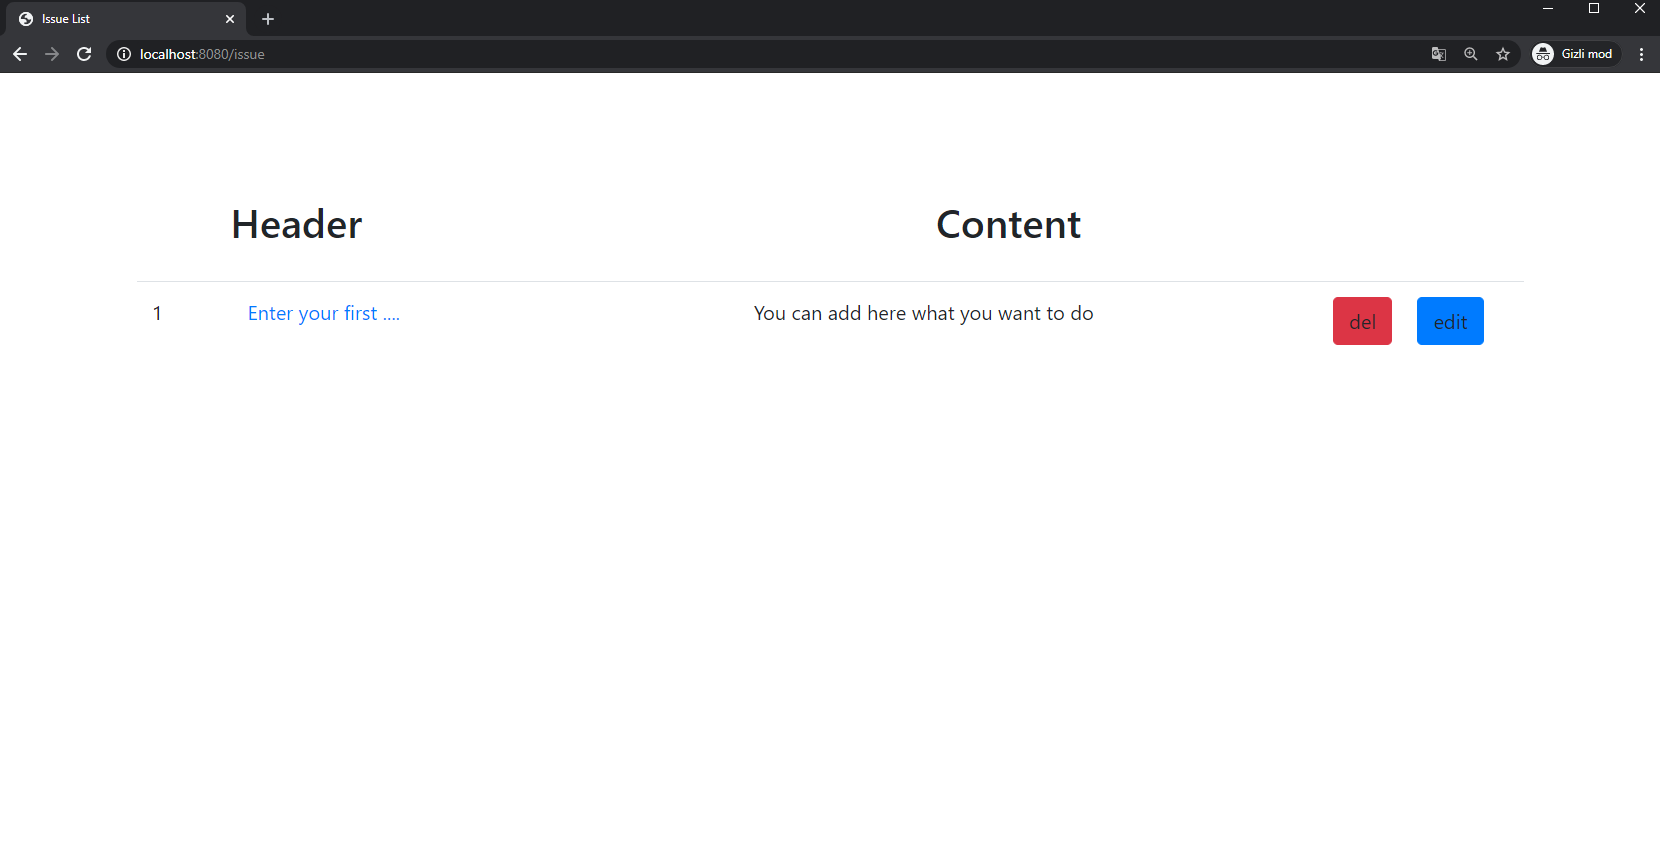 Issue List
localhost:8080/issue
Gizli mod
Header Content
1 Enter your first .... You can add here what you want to do del edit